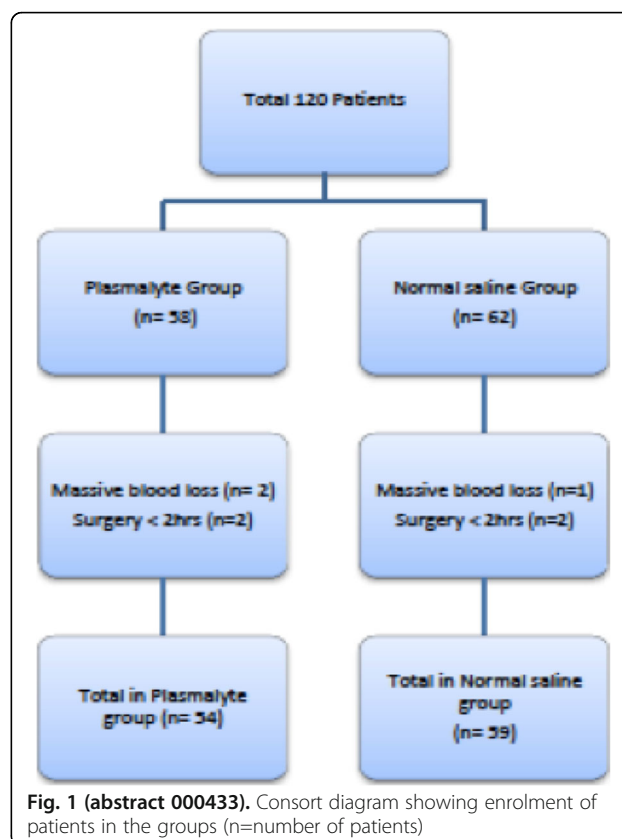 Total 120 Patients
Plasmalyte Group
(n= 58)
Normal saline Group
(n= 62)
Massive blood loss (n= 2)
Surgery < 2hrs (n=2)
Massive blood loss (n=1)
Surgery < 2hrs (n=2)
Total in Plasmalyte
group (n= 54)
Total in Normal saline
group
(n= 59)
Fig. 1 (abstract 000433). Consort diagram showing enrolment of
patients in the groups (n=number of patients)